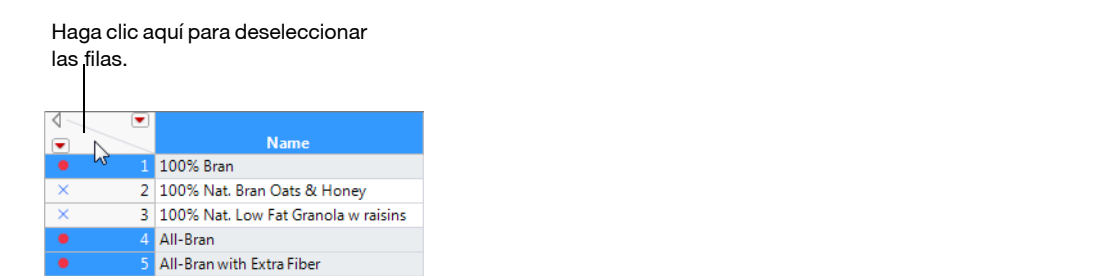 Haga clic aquí para deseleccionar
las filas.
Name
1 100% Bran
2 100% Nat. Bran Oats & Honey
3 100% Nat. Low Fat Granola w raisins
4 All-Bran
5 All-Bran with Extra Fiber